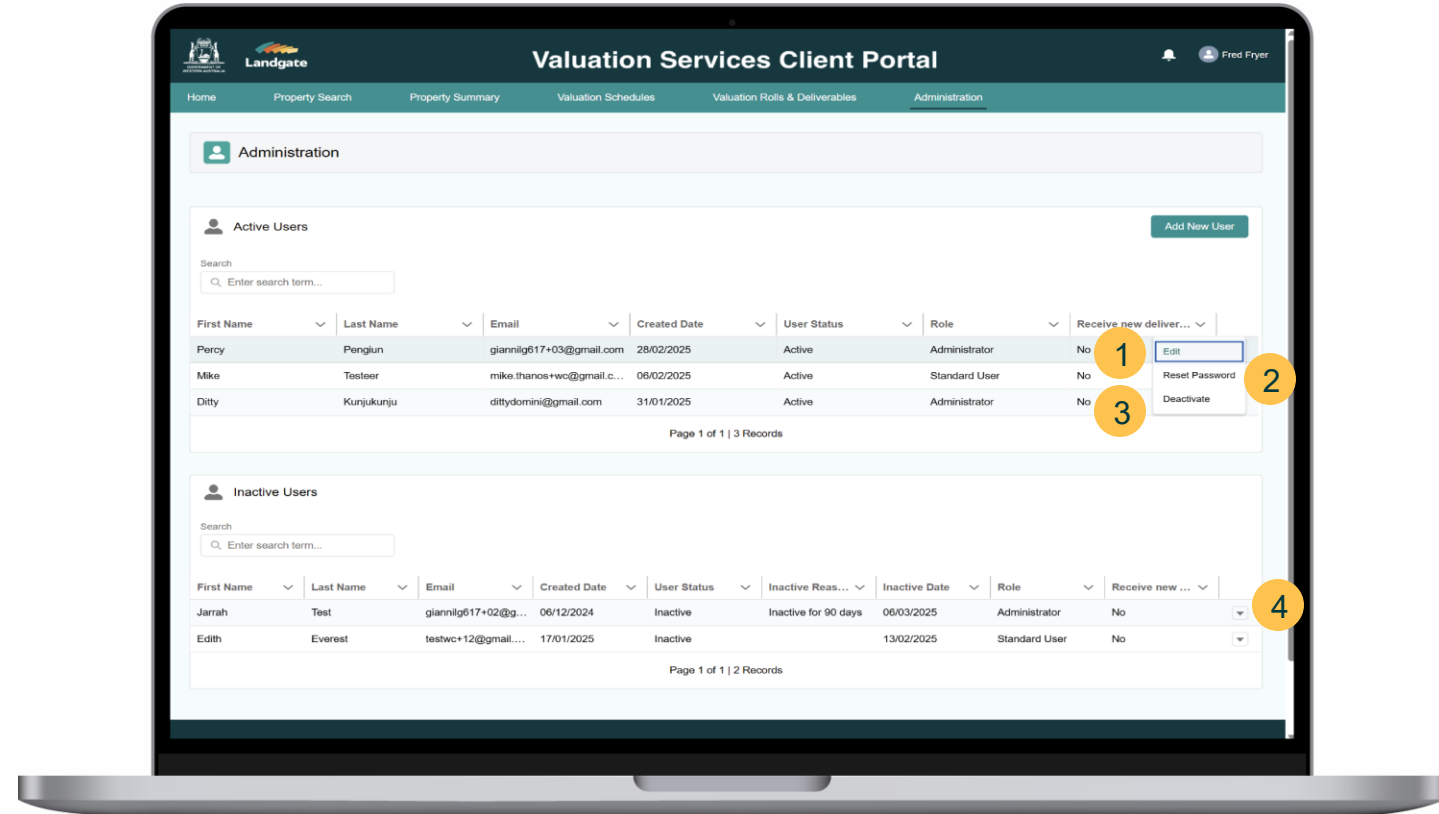 GOVERNMENT OF
WESTERN AUSTRALIA
Landgate
Valuation Services Client Portal
Fred Fryer
Home Property Search Property Summary Valuation Schedules Valuation Rolls & Deliverables Administration
Administration
Active Users
Add New User
Search
Enter search term...
First Name Last Name Email Created Date User Status Role Receive new deliver...
Percy Pengiun giannilg617+03@gmail.com 28/02/2025 Active Administrator No 1 Edit
Mike Testeer mike.thanos+wc@gmail.c... 06/02/2025 Active Standard User No Reset Password 2
Ditty Kunjukunju dittydomini@gmail.com 31/01/2025 Active Administrator No 3 Deactivate
Page 1 of 1 | 3 Records
Inactive Users
Search
Enter search term...
First Name Last Name Email Created Date User Status Inactive Reas... Inactive Date Role Receive new ...
Jarrah Test giannilg617+02@g... 06/12/2024 Inactive Inactive for 90 days 06/03/2025 Administrator No 4
Edith Everest testwc+12@gmail.... 17/01/2025 Inactive 13/02/2025 Standard User No
Page 1 of 1 | 2 Records